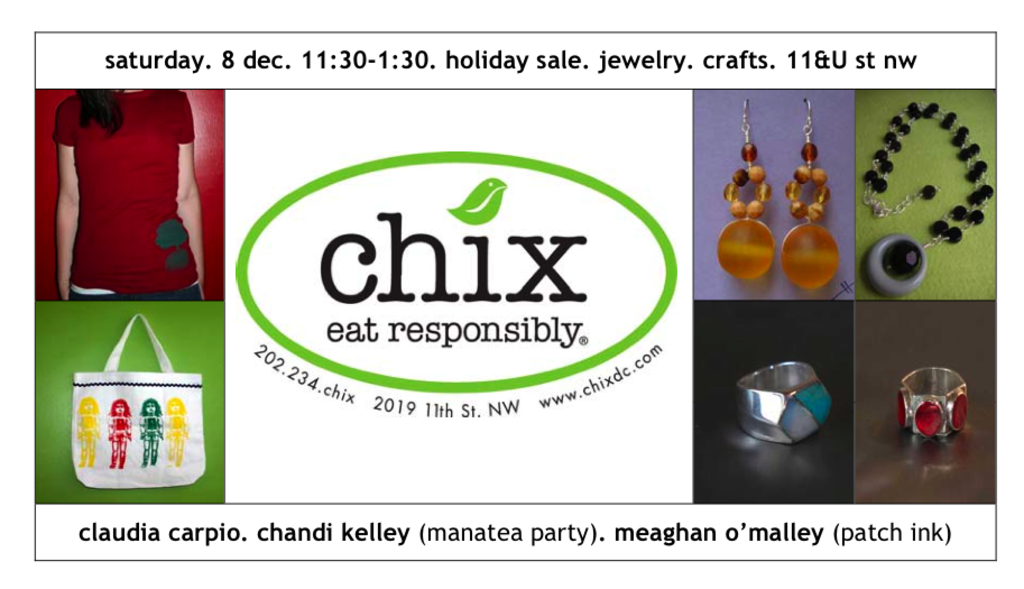 saturday. 8 dec. 11:30-1:30. holiday sale. jewelry. crafts. 11&U st nw
chix
eat responsibly®
202.234.chix 2019 11th St. NW www.chixdc.com
claudia carpio. chandi kelley (manatea party). meaghan o’malley (patch ink)